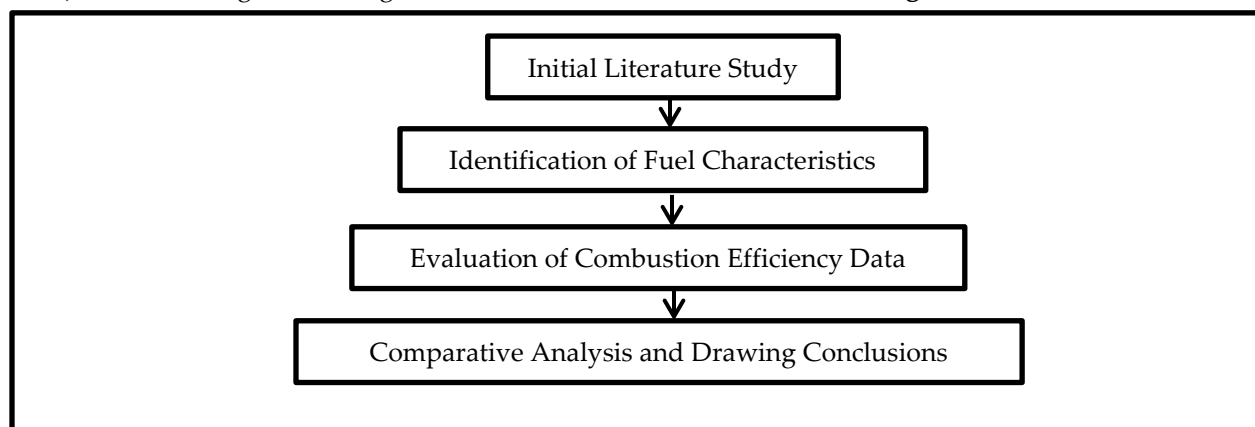 Initial Literature Study
Identification of Fuel Characteristics
Evaluation of Combustion Efficiency Data
Comparative Analysis and Drawing Conclusions